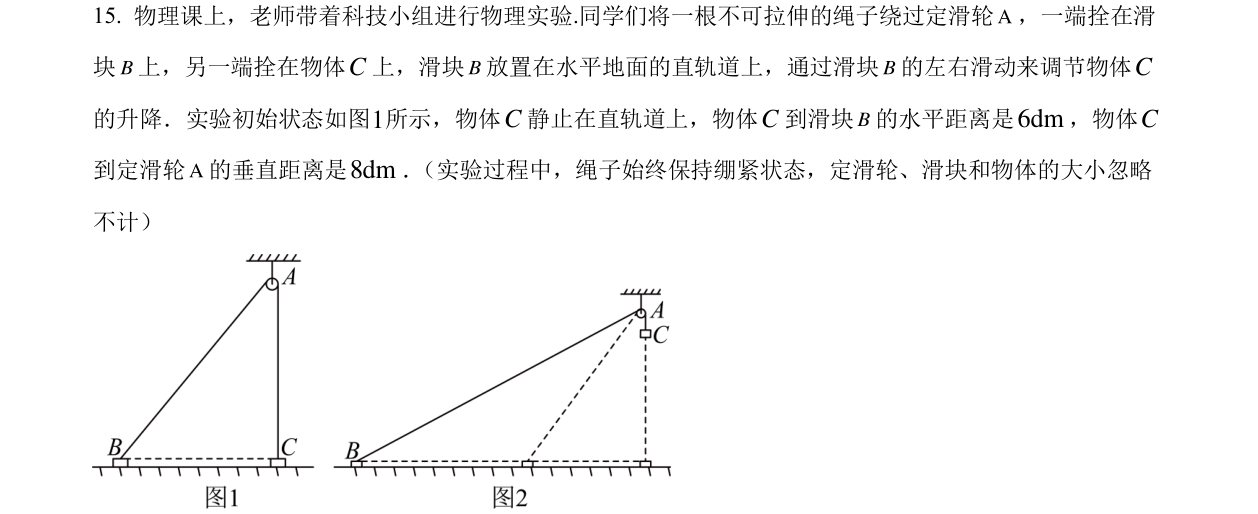 15. 物理课上，老师带着科技小组进行物理实验.同学们将一根不可拉伸的绳子绕过定滑轮A，一端拴在滑
块B上，另一端拴在物体C上，滑块B放置在水平地面的直轨道上，通过滑块B的左右滑动来调节物体C
的升降．实验初始状态如图1所示，物体C静止在直轨道上，物体C到滑块B的水平距离是6dm，物体C
到定滑轮A的垂直距离是8dm．（实验过程中，绳子始终保持绷紧状态，定滑轮、滑块和物体的大小忽略
不计）
A
B
C
图1
A
C
B
图2